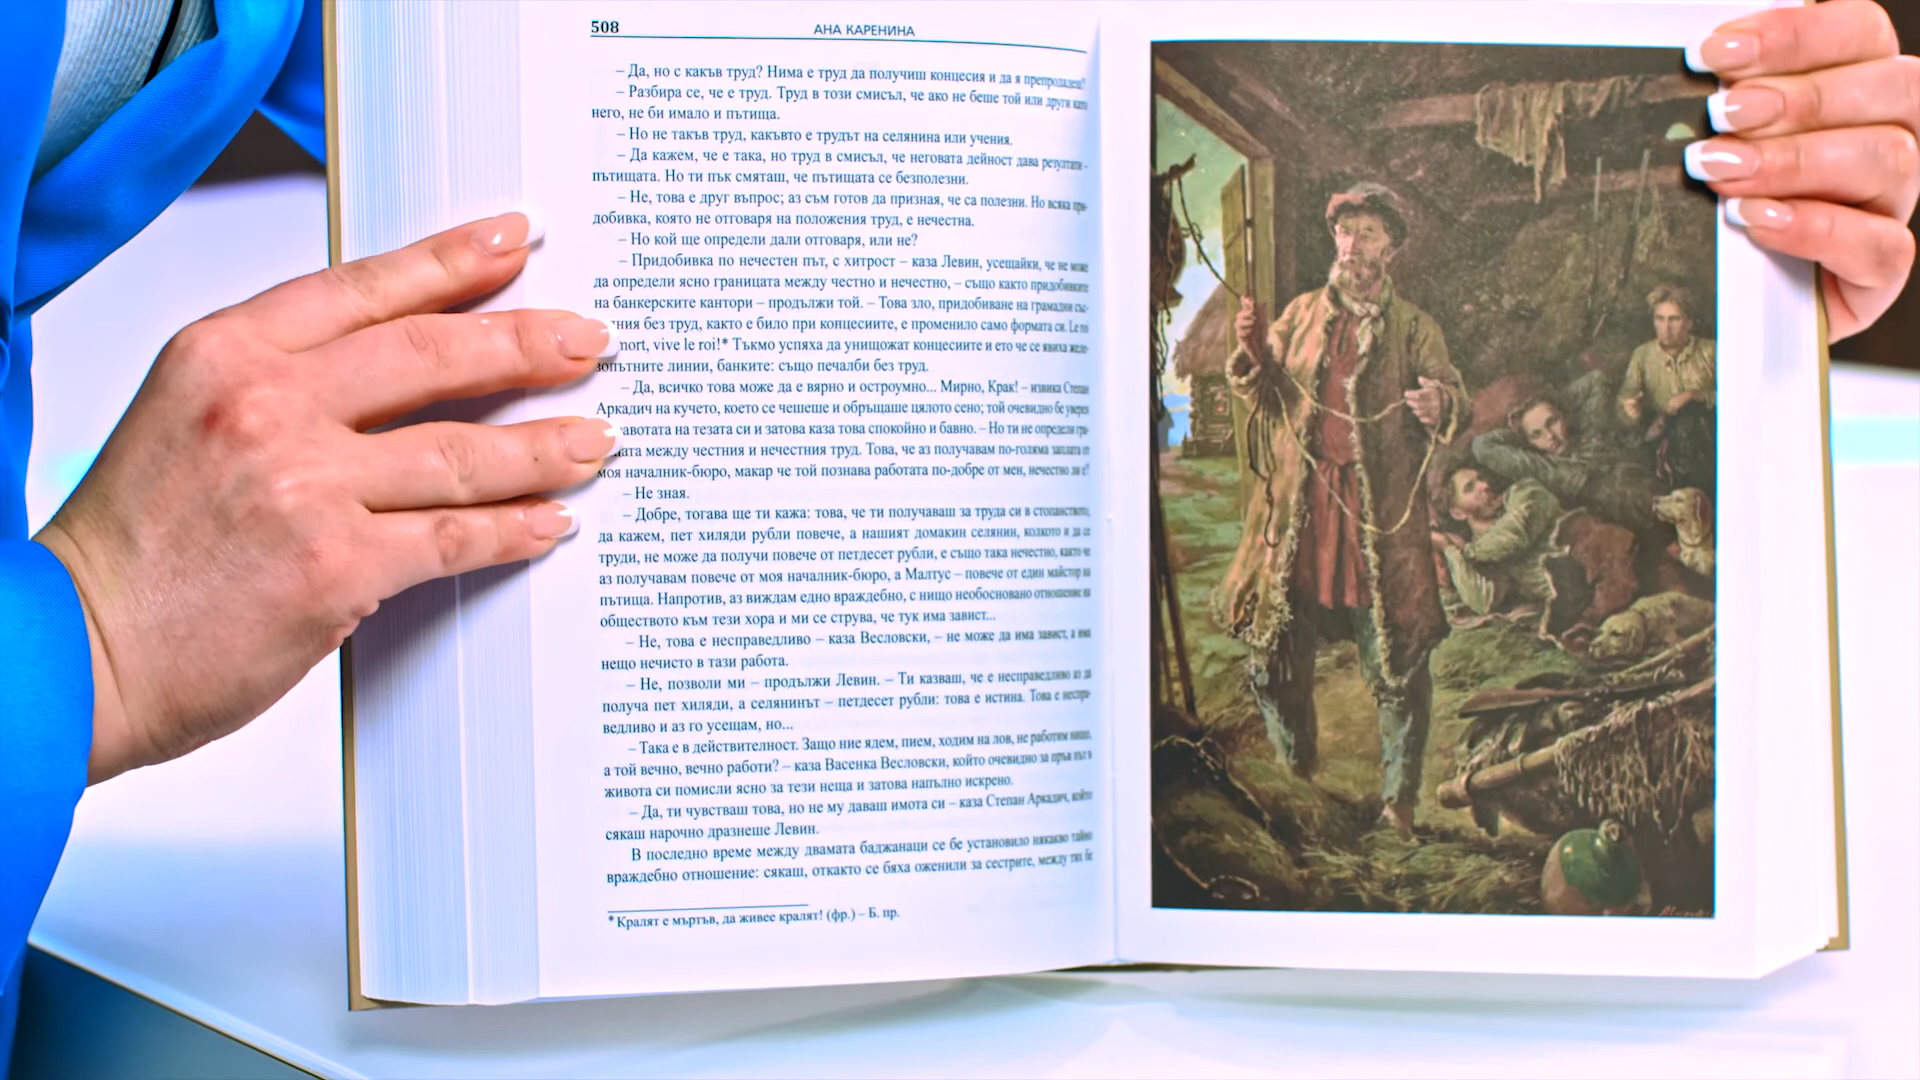 508
АНА КАРЕНИНА
– Да, но с какъв труд? Нима е труд да получиш концесия и да я препродадеш?
– Разбира се, че е труд. Труд в този смисъл, че ако не беше той или други като
него, не би имало и пътища.
– Но не такъв труд, какъвто е трудът на селянина или учения.
– Да кажем, че е така, но труд в смисъл, че неговата дейност дава резултати –
пътищата. Но ти пък смяташ, че пътищата се безполезни.
– Не, това е друг въпрос; аз съм готов да призная, че са полезни. Но всяка при-
добивка, която не отговаря на положения труд, е нечестна.
– Но кой ще определи дали отговаря, или не?
– Придобивка по нечестен път, с хитрост – каза Левин, усещайки, че не може
да определи ясно границата между честно и нечестно, – също както придобивките
на банкерските кантори – продължи той. – Това зло, придобиване на грамадни със-
ния без труд, както е било при концесиите, е променило само формата си. Le roi
mort, vive le roi!* Тъкмо успяха да унищожат концесиите и ето че се явиха желе-
зопътните линии, банките: също печалби без труд.
– Да, всичко това може да е вярно и остроумно... Мирно, Крак! – извика Степан
Аркадич на кучето, което се чешеше и обръщаше цялото сено; той очевидно бе уверен
равотата на тезата си и затова каза това спокойно и бавно. – Но ти не определи гра-
цата между честния и нечестния труд. Това, че аз получавам по-голяма заплата от
моя началник-бюро, макар че той познава работата по-добре от мен, нечестно ли е?
– Не зная.
– Добре, тогава ще ти кажа: това, че ти получаваш за труда си в стопанството,
да кажем, пет хиляди рубли повече, а нашият домакин селянин, колкото и да се
труди, не може да получи повече от петдесет рубли, е също така нечестно, както че
аз получавам повече от моя началник-бюро, а Малтус – повече от един майстор на
пътища. Напротив, аз виждам едно враждебно, с нищо необосновано отношение на
обществото към тези хора и ми се струва, че тук има завист...
– Не, това е несправедливо – каза Весловски, – не може да има завист, а има
нещо нечисто в тази работа.
– Не, позволи ми – продължи Левин. – Ти казваш, че е несправедливо аз да
получа пет хиляди, а селянинът – петдесет рубли: това е истина. Това е неспра-
ведливо и аз го усещам, но...
– Така е в действителност. Защо ние ядем, пием, ходим на лов, не работим нищо,
а той вечно, вечно работи? – каза Васенка Весловски, който очевидно за пръв път в
живота си помисли ясно за тези неща и затова напълно искрено.
– Да, ти чувстваш това, но не му даваш имота си – каза Степан Аркадич, който
сякаш нарочно дразнеше Левин.
В последно време между двамата баджанаци се бе установило някакво тайно
враждебно отношение: сякаш, откакто се бяха оженили за сестрите, между тях бе
* Кралят е мъртъв, да живее кралят! (фр.) – Б. пр.